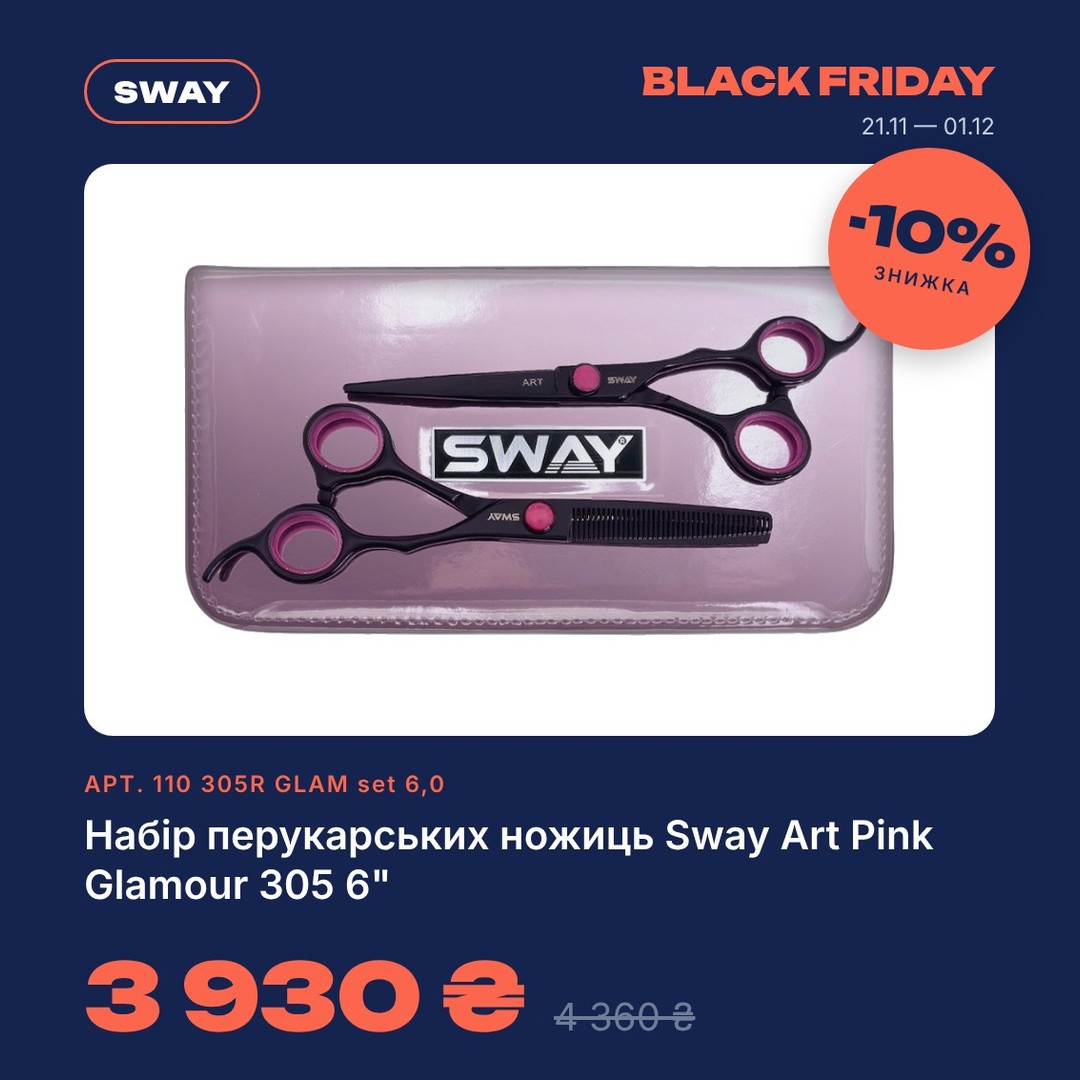 SWAY
BLACK FRIDAY
21.11 — 01.12
-10%
ЗНИЖКА
ART
SWAY
SWAY®
SWAY
АРТ. 110 305R GLAM set 6,0
Набір перукарських ножиць Sway Art Pink
Glamour 305 6"
3 930 ₴
4 360 ₴